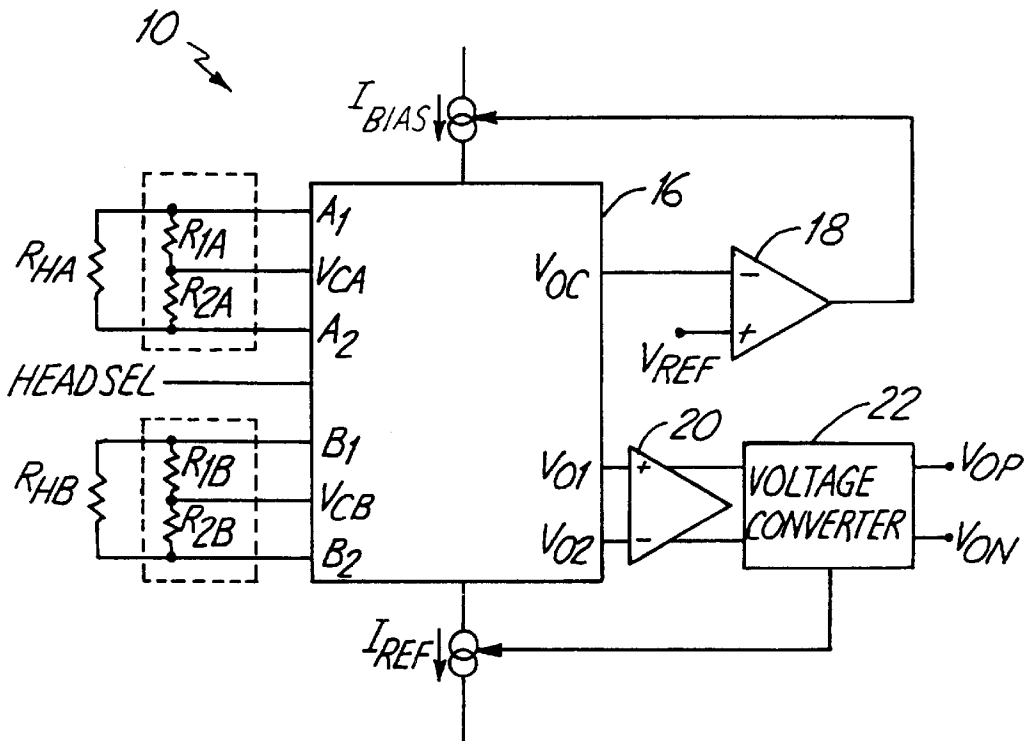 10
I_BIAS
16
A_1
R_1A
R_HA
V_CA
R_2A
A_2
V_OC
18
−
+
V_REF
HEADSEL
B_1
R_1B
R_HB
V_CB
R_2B
B_2
V_O1
V_O2
20
+
−
22
VOLTAGE
CONVERTER
V_OP
V_ON
I_REF